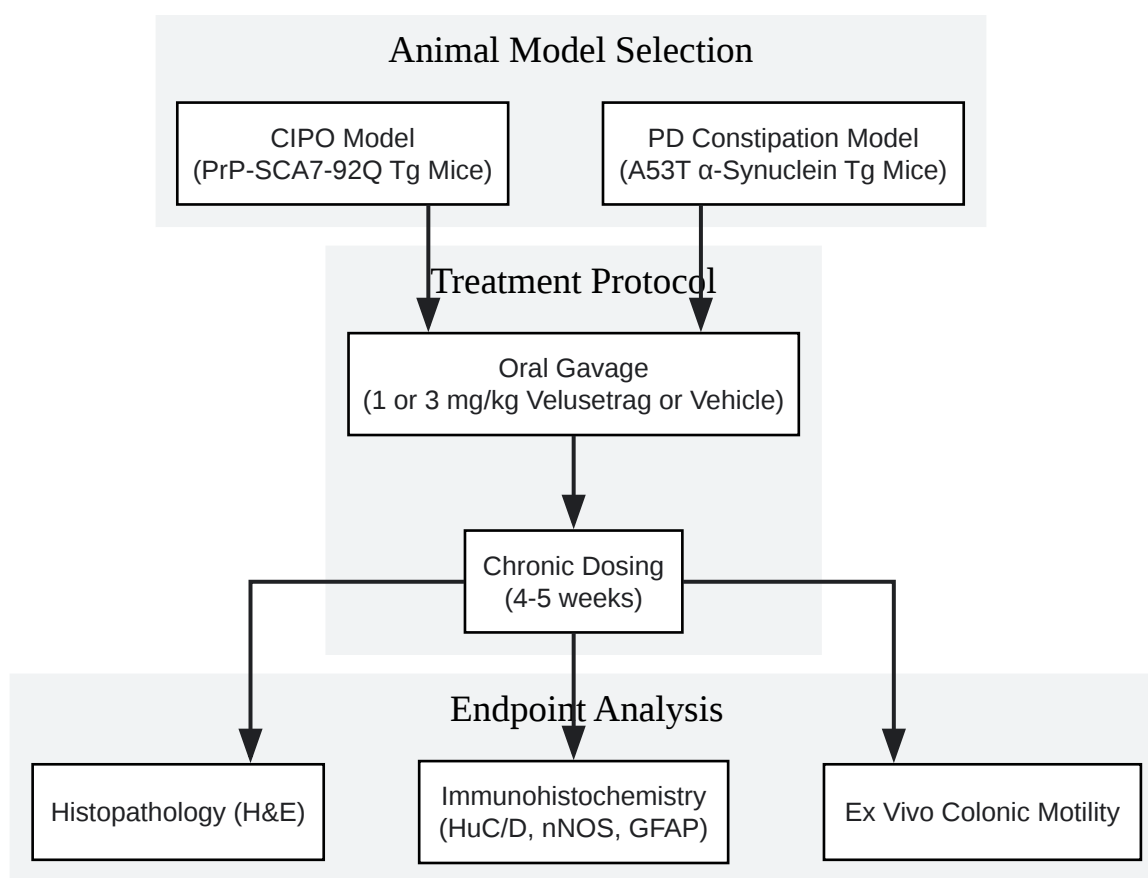 Animal Model Selection
CIPO Model
(PrP-SCA7-92Q Tg Mice)
PD Constipation Model
(A53T α-Synuclein Tg Mice)
Treatment Protocol
Oral Gavage
(1 or 3 mg/kg Velusetrag or Vehicle)
Chronic Dosing
(4-5 weeks)
Endpoint Analysis
Histopathology (H&E)
Immunohistochemistry
(HuC/D, nNOS, GFAP)
Ex Vivo Colonic Motility